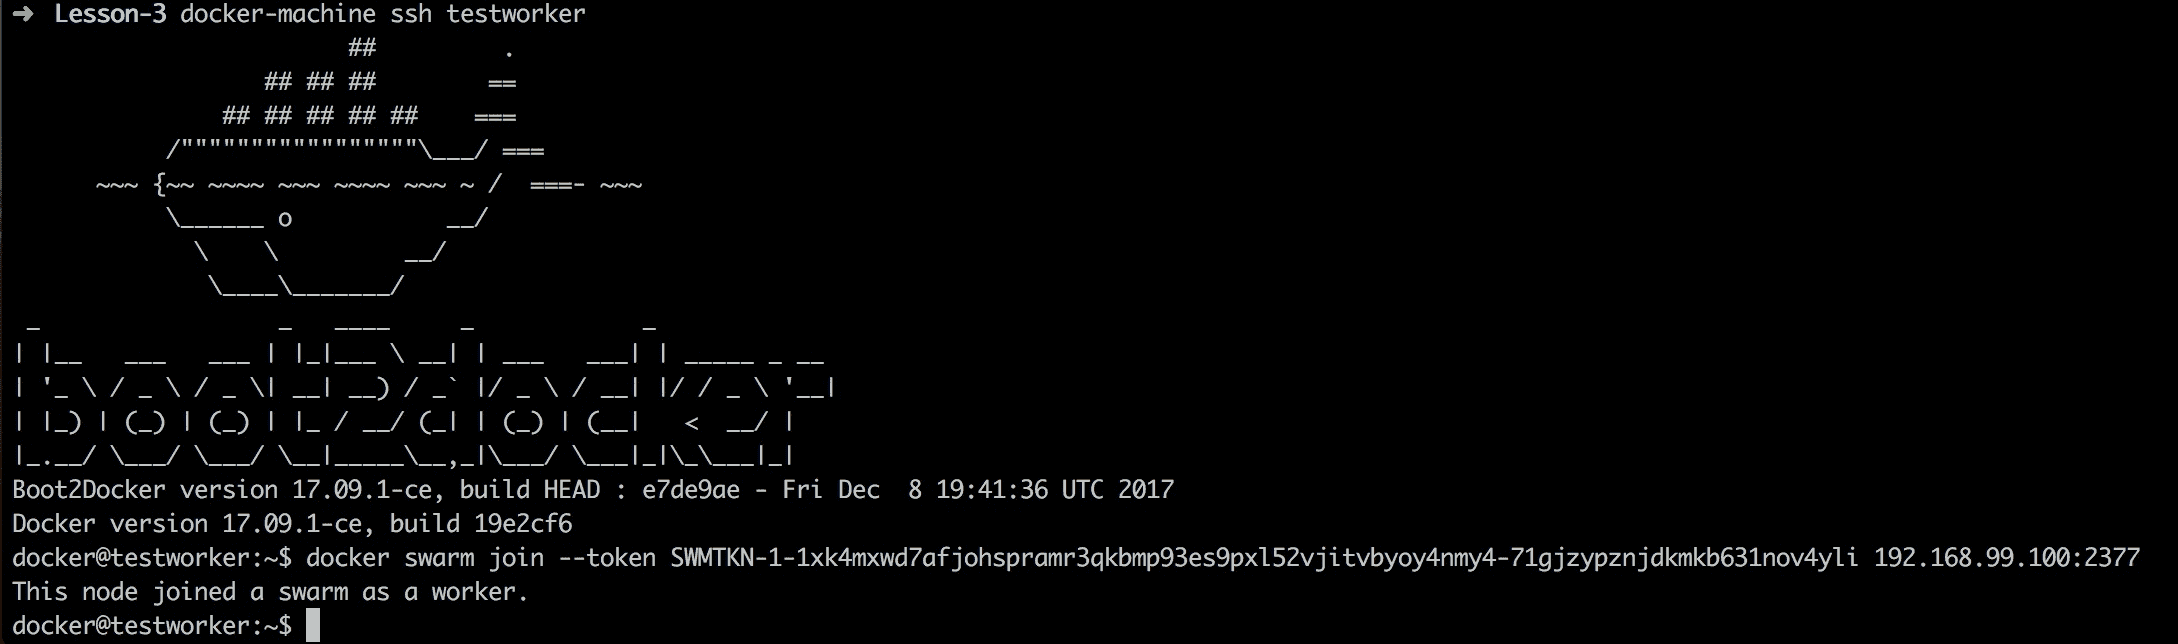 → Lesson-3 docker-machine ssh testworker
                        ##         .
                  ## ## ##        ==
               ## ## ## ## ##    ===
           /"""""""""""""""""\___/ ===
      ~~~ {~~ ~~~~ ~~~ ~~~~ ~~~ ~ /  ===- ~~~
           \______ o           __/
             \    \         __/
              \____\_______/
 _                 _   ____     _            _
| |__   ___   ___ | |_|___ \ __| | ___   ___| | _____ _ __
| '_ \ / _ \ / _ \| __| __) / _` |/ _ \ / __| |/ / _ \ '__|
| |_) | (_) | (_) | |_ / __/ (_| | (_) | (__|   <  __/ |
|_.__/ \___/ \___/ \__|_____\__,_|\___/ \___|_|\_\___|_|
Boot2Docker version 17.09.1-ce, build HEAD : e7de9ae - Fri Dec  8 19:41:36 UTC 2017
Docker version 17.09.1-ce, build 19e2cf6
docker@testworker:~$ docker swarm join --token SWMTKN-1-1xk4mxwd7afjohspramr3qkbmp93es9pxl52vjitvbyoy4nmy4-71gjzypznjdkmkb631nov4yli 192.168.99.100:2377
This node joined a swarm as a worker.
docker@testworker:~$